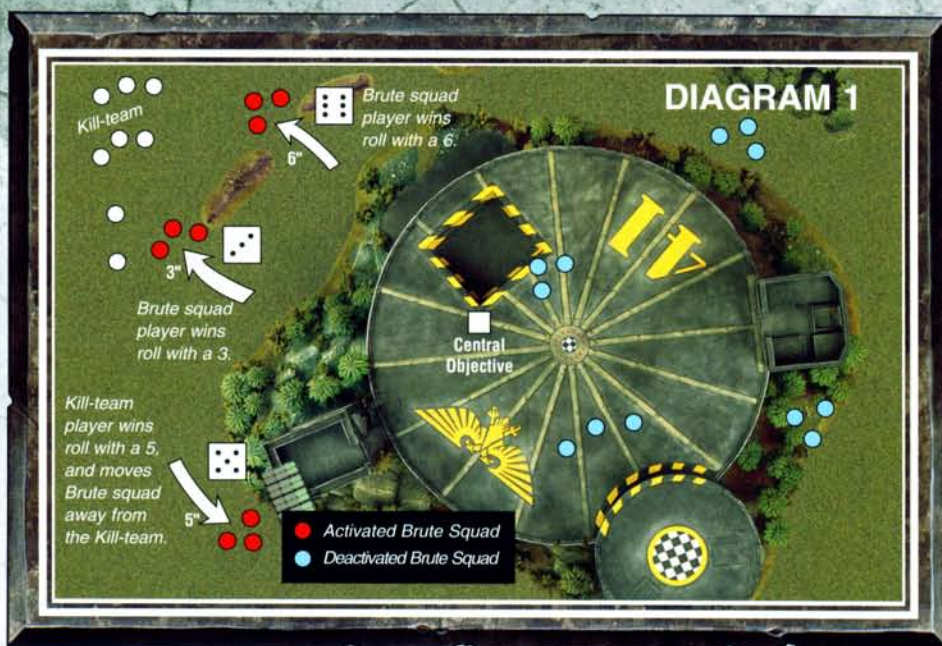 DIAGRAM 1
Kill-team
6"
Brute squad
player wins
roll with a 6.
3"
Brute squad
player wins
roll with a 3.
IV
Central
Objective
Kill-team
player wins
roll with a 5,
and moves
Brute squad
away from
the Kill-team.
5"
Activated Brute Squad
Deactivated Brute Squad